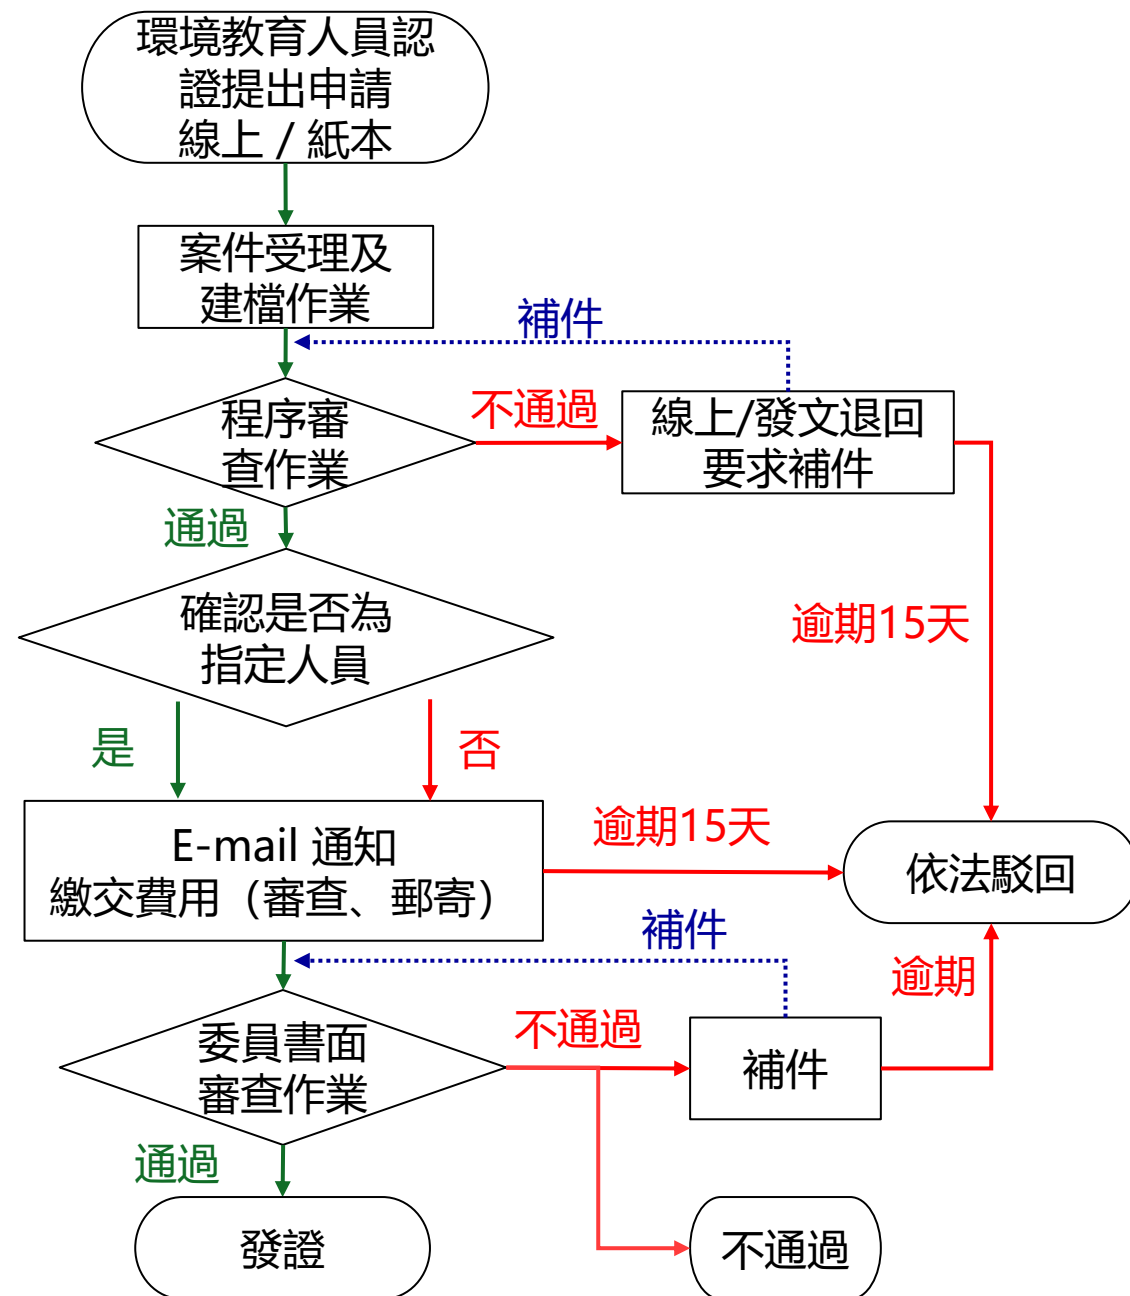 環境教育人員認
證提出申請
線上 / 紙本
案件受理及
建檔作業
補件
程序審
查作業
不通過
線上/發文退回
要求補件
通過
確認是否為
指定人員
逾期15天
是
否
E-mail 通知
繳交費用（審查、郵寄）
逾期15天
依法駁回
補件
逾期
委員書面
審查作業
不通過
補件
通過
發證
不通過